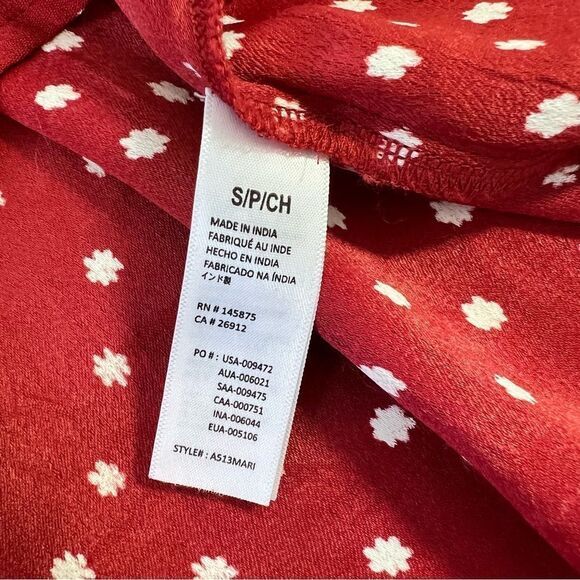 S/P/CH
MADE IN INDIA
FABRIQUÉ AU INDE
HECHO EN INDIA
FABRICADO NA ÍNDIA
インド製
RN # 145875
CA # 26912
PO # : USA-009472
AUA-006021
SAA-009475
CAA-000751
INA-006044
EUA-005106
STYLE# : A513MARI